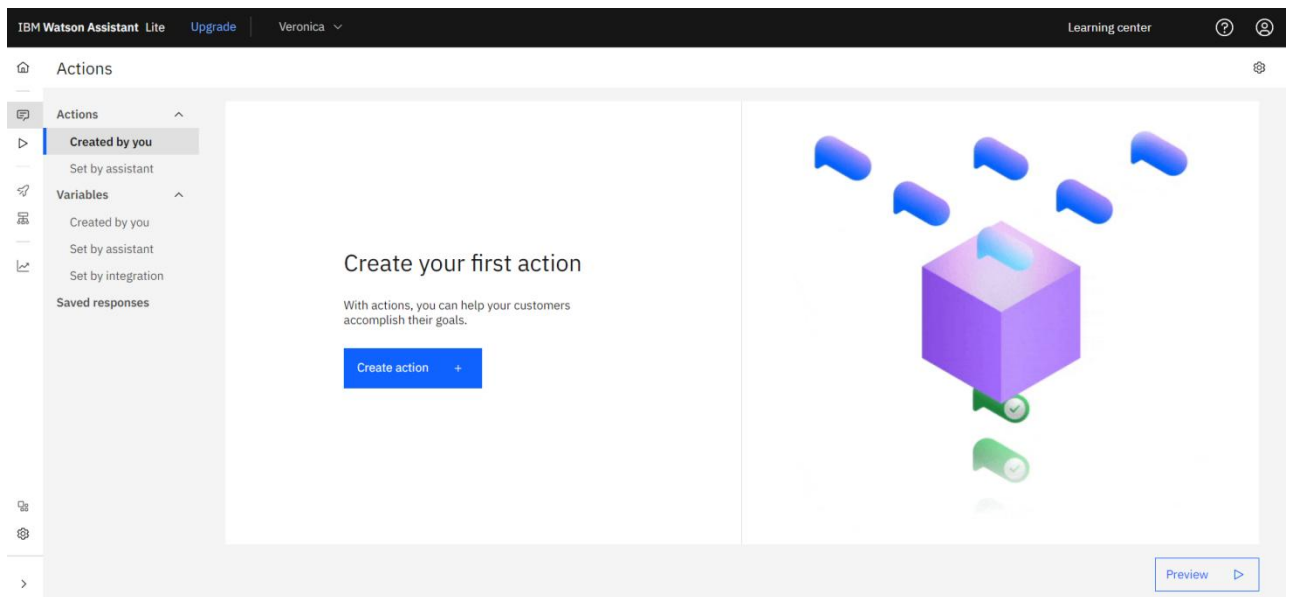 IBM Watson Assistant Lite Upgrade Veronica Learning center
Actions
Actions
Created by you
Set by assistant
Variables
Created by you
Set by assistant
Set by integration
Saved responses
Create your first action
With actions, you can help your customers
accomplish their goals.
Create action +
Preview